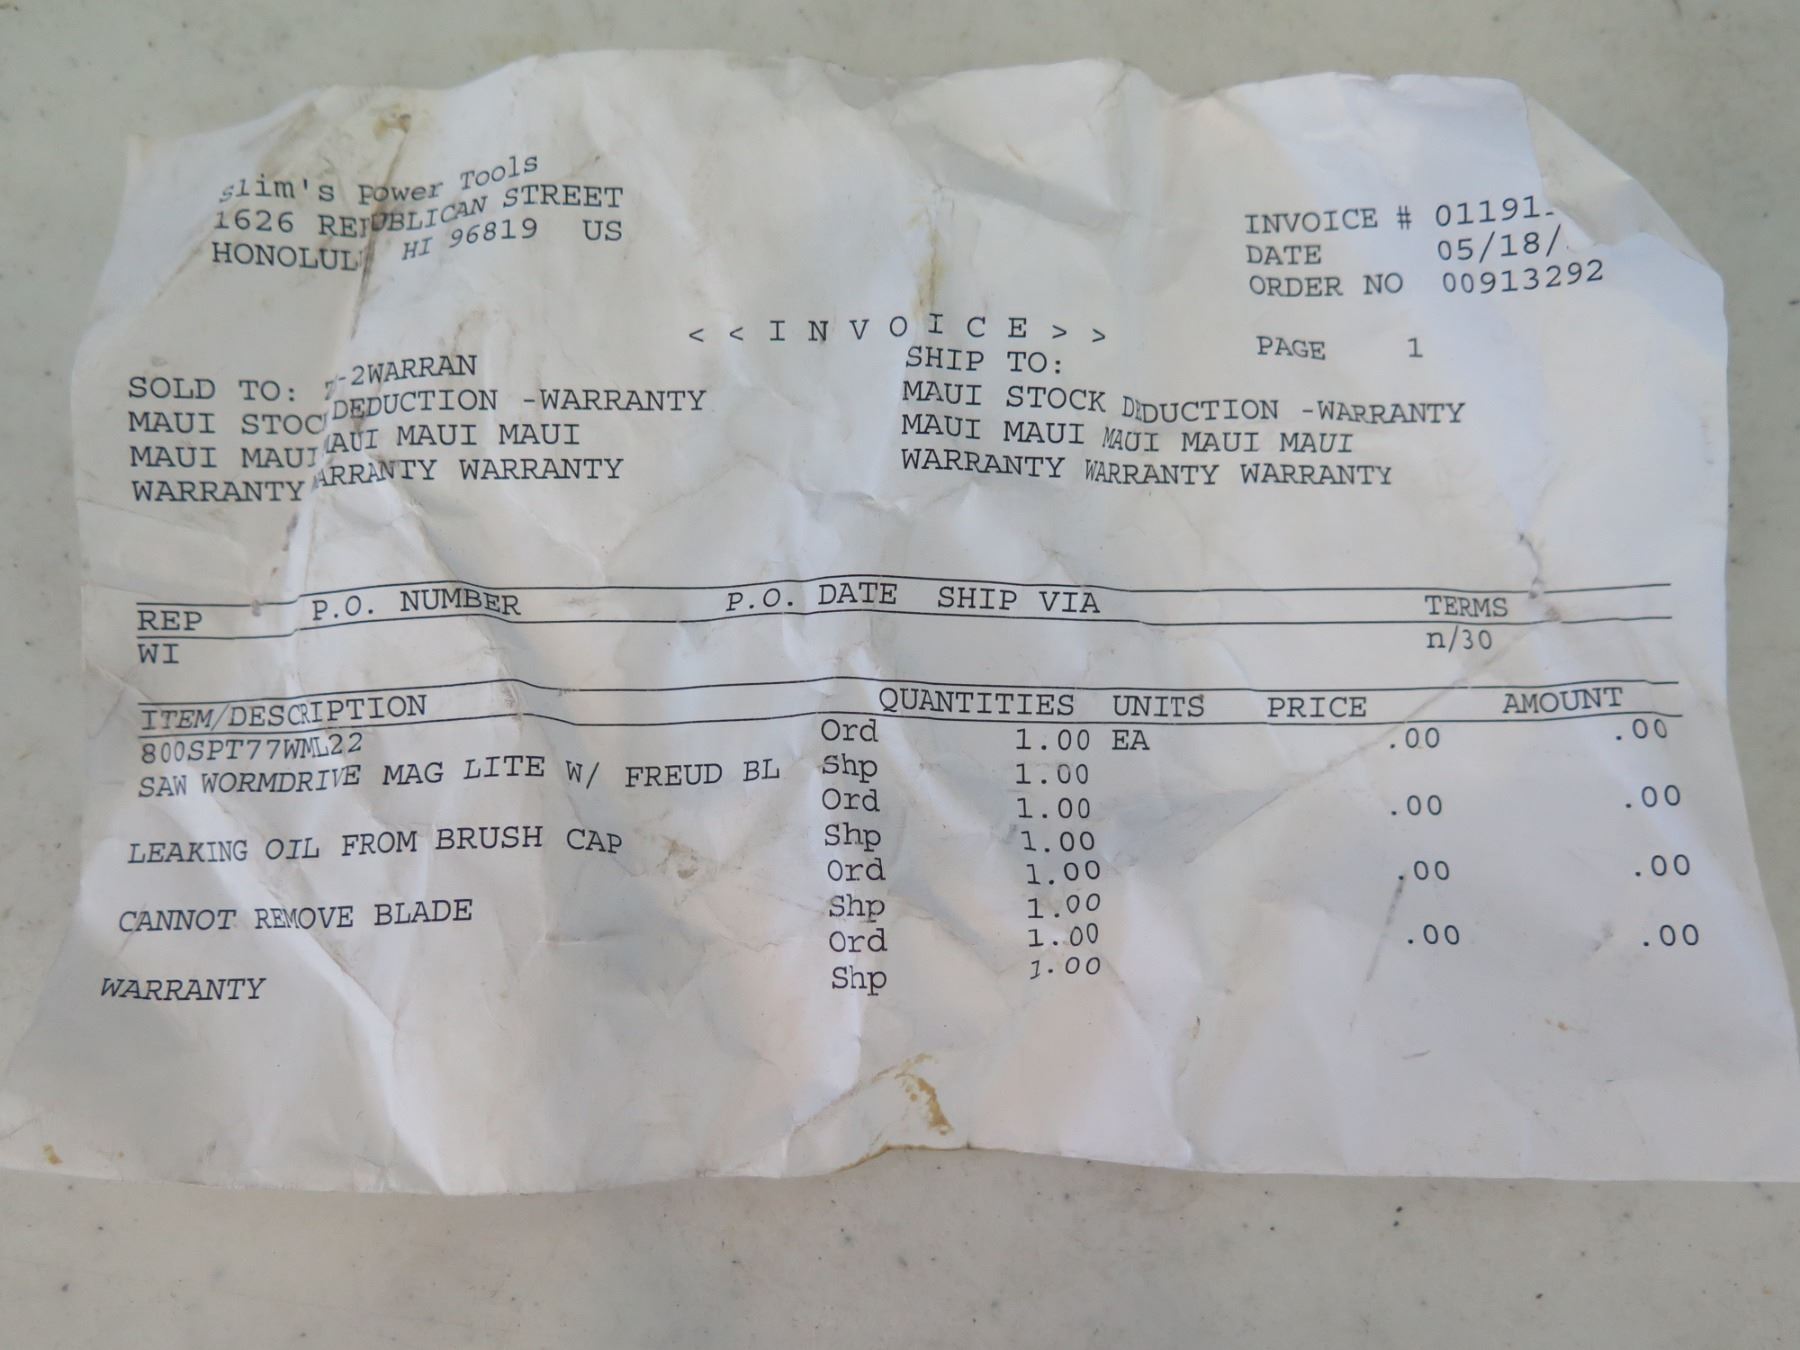 Slim's Power Tools
1626 REPUBLICAN STREET
HONOLUL HI 96819 US
INVOICE # 01191
DATE 05/18/
ORDER NO 00913292
< < I N V O I C E > >
PAGE 1
SOLD TO: -2WARRAN
MAUI STOCK DEDUCTION -WARRANTY
MAUI MAUI MAUI MAUI MAUI
WARRANTY WARRANTY WARRANTY
SHIP TO:
MAUI STOCK DEDUCTION -WARRANTY
MAUI MAUI MAUI MAUI MAUI
WARRANTY WARRANTY WARRANTY
REP P.O. NUMBER P.O. DATE SHIP VIA TERMS
WI n/30
ITEM/DESCRIPTION QUANTITIES UNITS PRICE AMOUNT
800SPT77WML22 Ord 1.00 EA .00 .00
SAW WORMDRIVE MAG LITE W/ FREUD BL Shp 1.00
Ord 1.00 .00 .00
LEAKING OIL FROM BRUSH CAP Shp 1.00
Ord 1.00 .00 .00
CANNOT REMOVE BLADE Shp 1.00
Ord 1.00 .00 .00
WARRANTY Shp 1.00